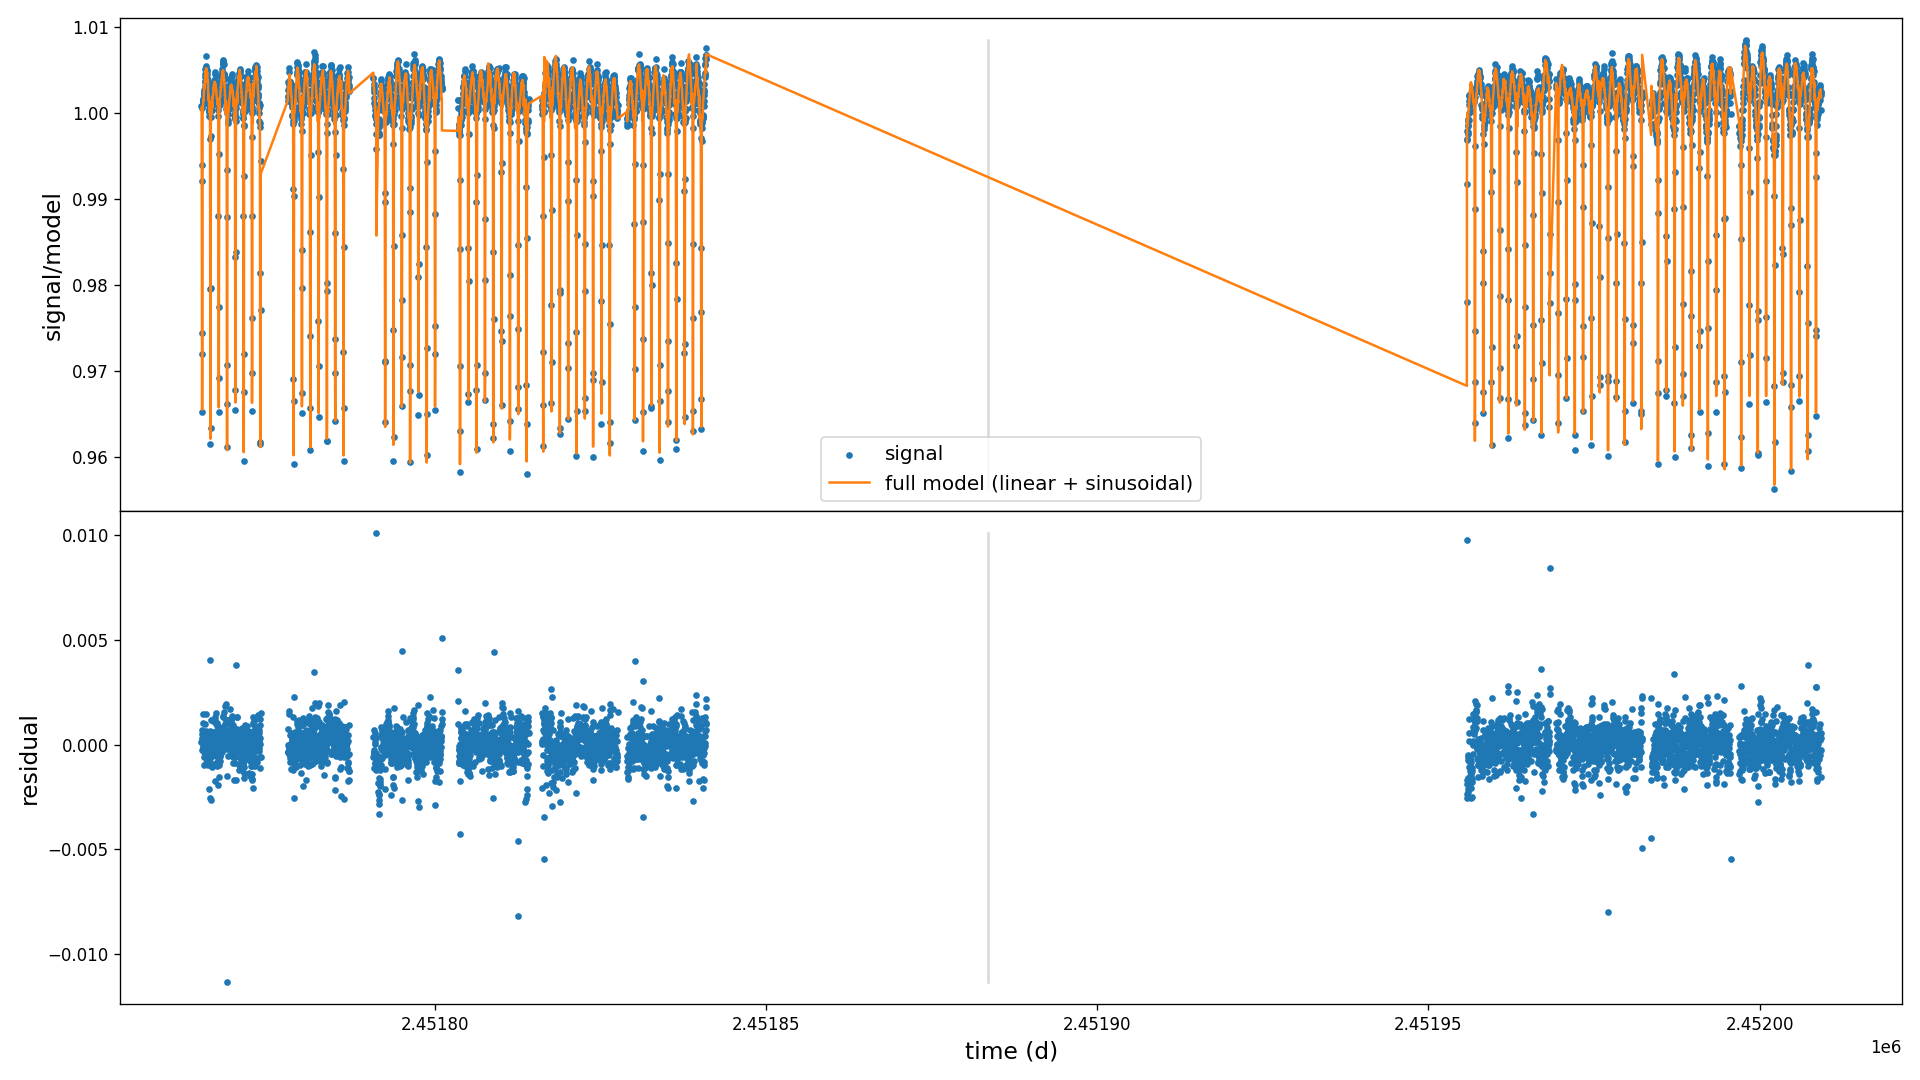 1.01
1.00
0.99
0.98
0.97
0.96
signal/model
signal
full model (linear + sinusoidal)
0.010
0.005
0.000
−0.005
−0.010
residual
2.45180
2.45185
2.45190
2.45195
2.45200
1e6
time (d)